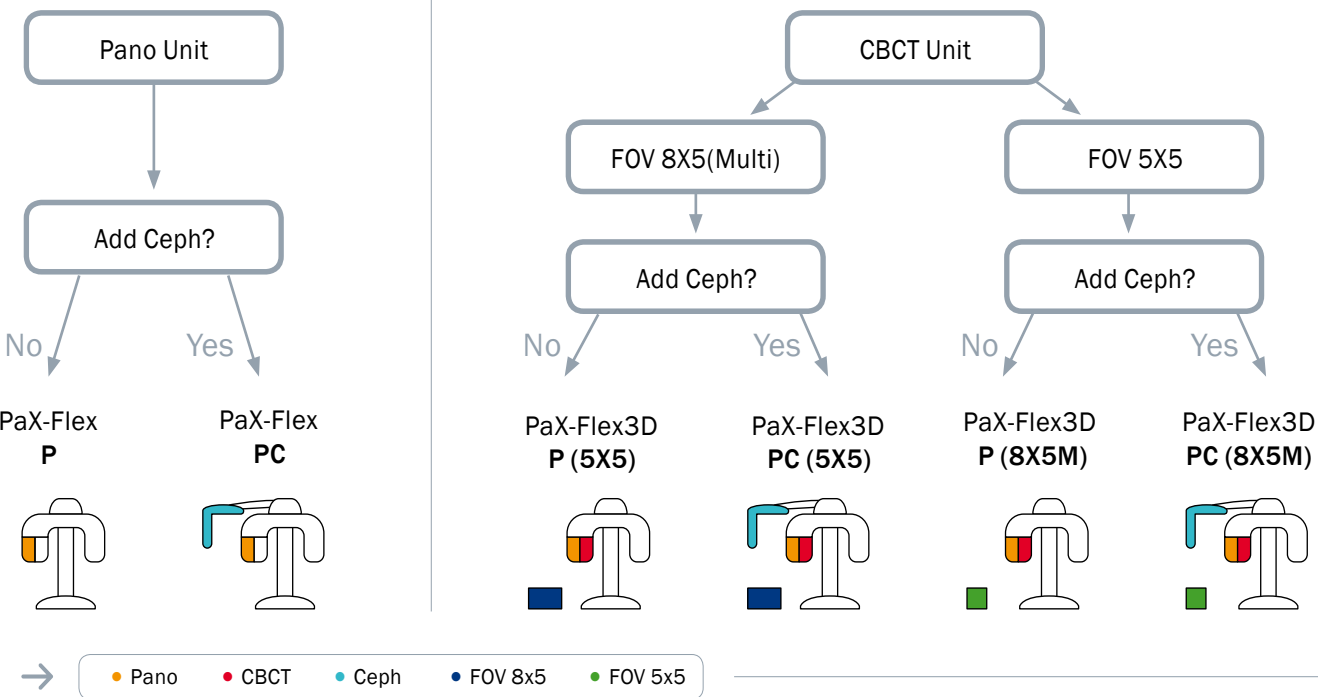 Pano Unit
Add Ceph?
No
Yes
PaX-Flex
P
PaX-Flex
PC
CBCT Unit
FOV 8X5(Multi)
FOV 5X5
Add Ceph?
Add Ceph?
No
Yes
No
Yes
PaX-Flex3D
P (5X5)
PaX-Flex3D
PC (5X5)
PaX-Flex3D
P (8X5M)
PaX-Flex3D
PC (8X5M)
Pano
CBCT
Ceph
FOV 8x5
FOV 5x5